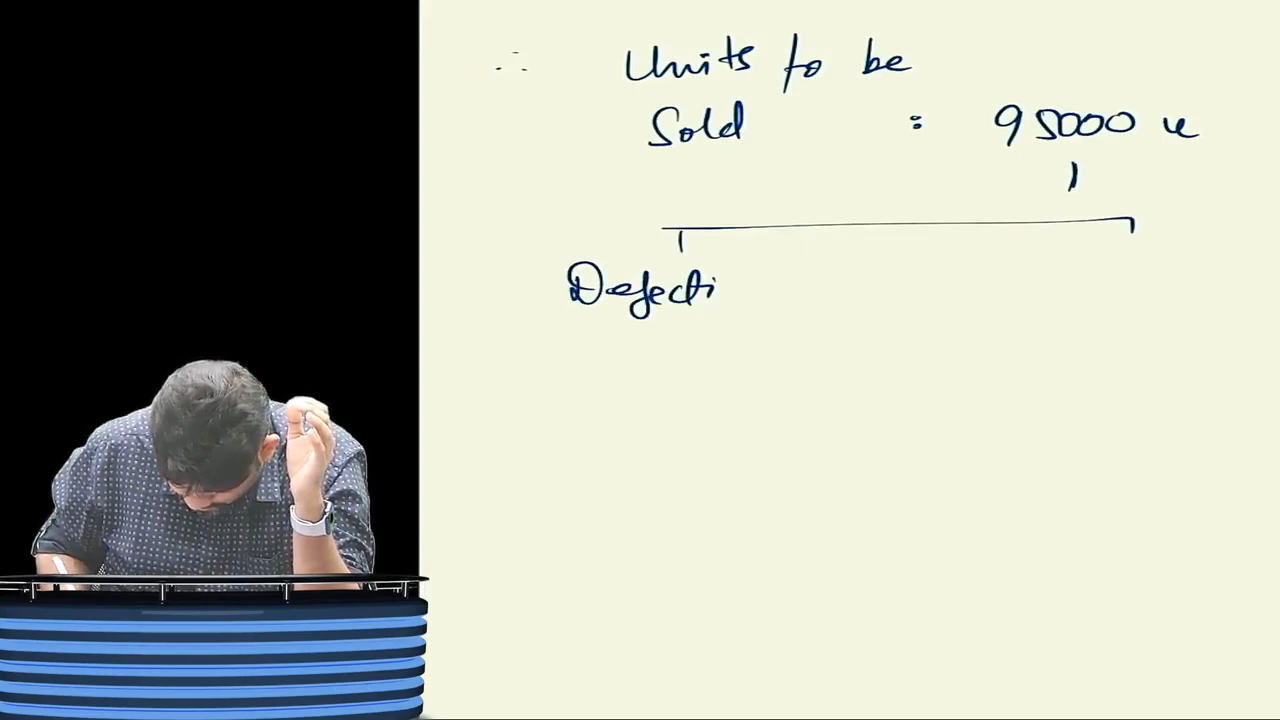 ∴ Units to be
Sold : 95000 u
Defecti